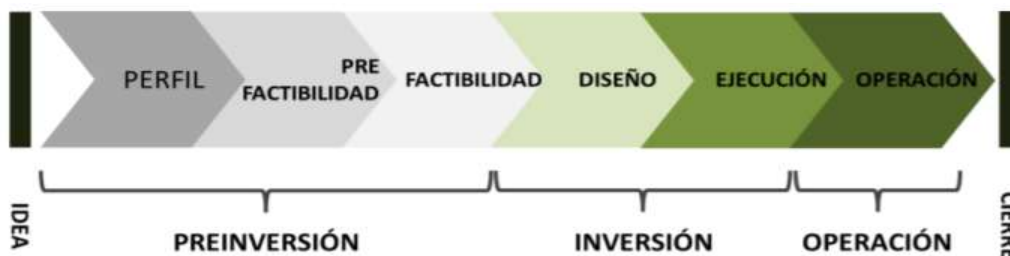 PERFIL
PRE
FACTIBILIDAD
FACTIBILIDAD
DISEÑO
EJECUCIÓN
OPERACIÓN
IDEA
PREINVERSIÓN
INVERSIÓN
OPERACIÓN
CIERRE